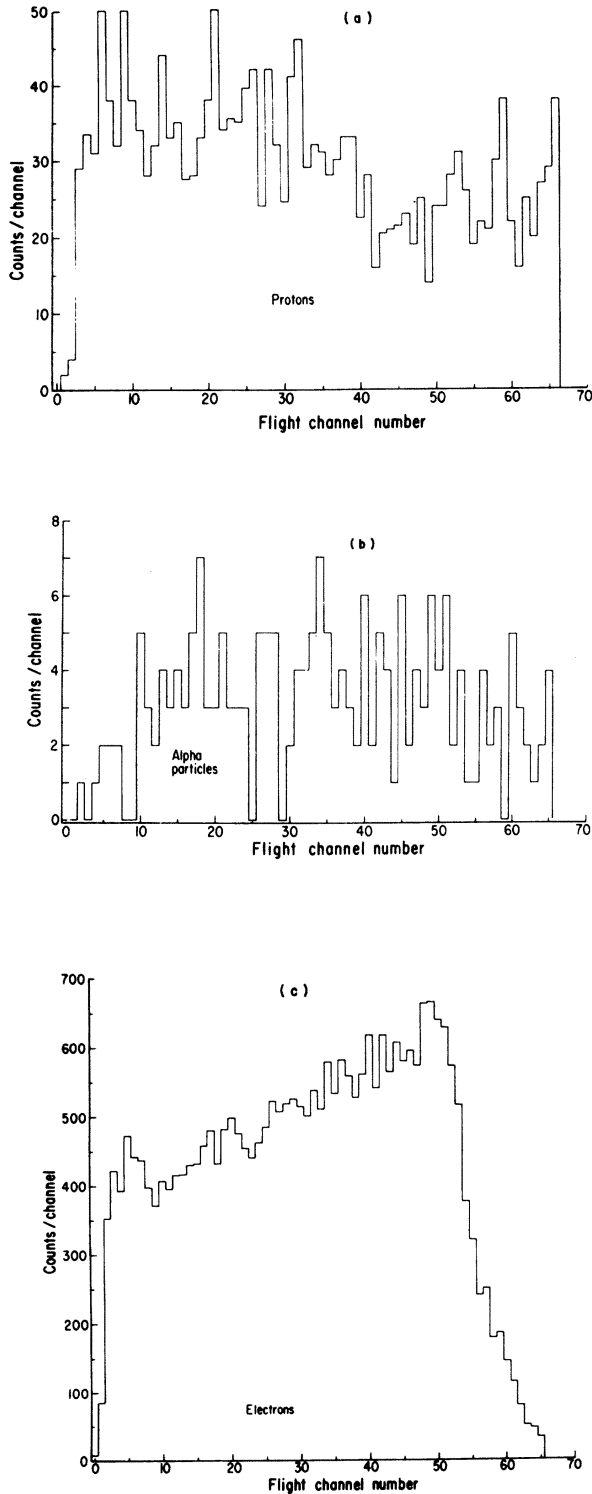 (a)
50
40
30
20
10
0
Counts/channel
Protons
0 10 20 30 40 50 60 70
Flight channel number
(b)
8
6
4
2
0
Counts/channel
Alpha
particles
0 10 20 30 40 50 60 70
Flight channel number
(c)
700
600
500
400
300
200
100
0
Counts/channel
Electrons
0 10 20 30 40 50 60 70
Flight channel number